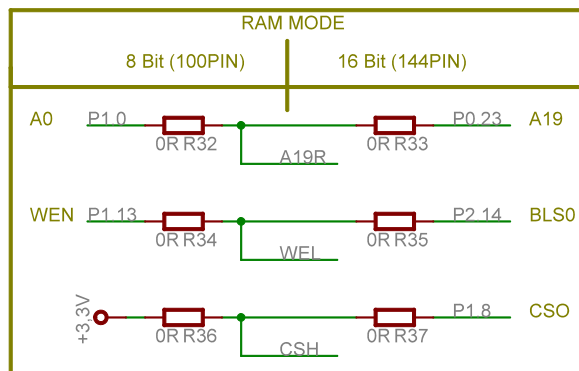 RAM MODE
8 Bit (100PIN) 16 Bit (144PIN)
A0 P1.0 P0.23 A19
0R R32 0R R33
A19R
WEN P1.13 P2.14 BLS0
0R R34 0R R35
WEL
+3,3V P1.8 CSO
0R R36 0R R37
CSH